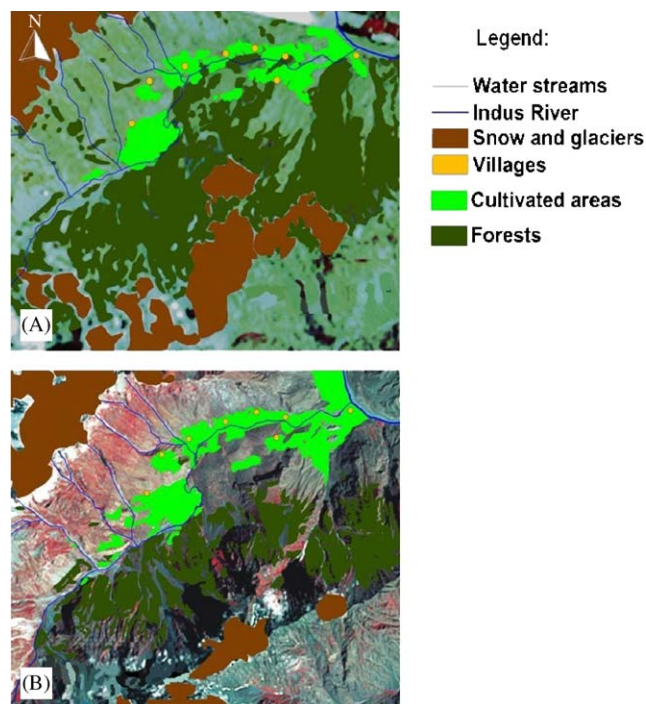 N
(A)
(B)
Legend:
Water streams
Indus River
Snow and glaciers
Villages
Cultivated areas
Forests